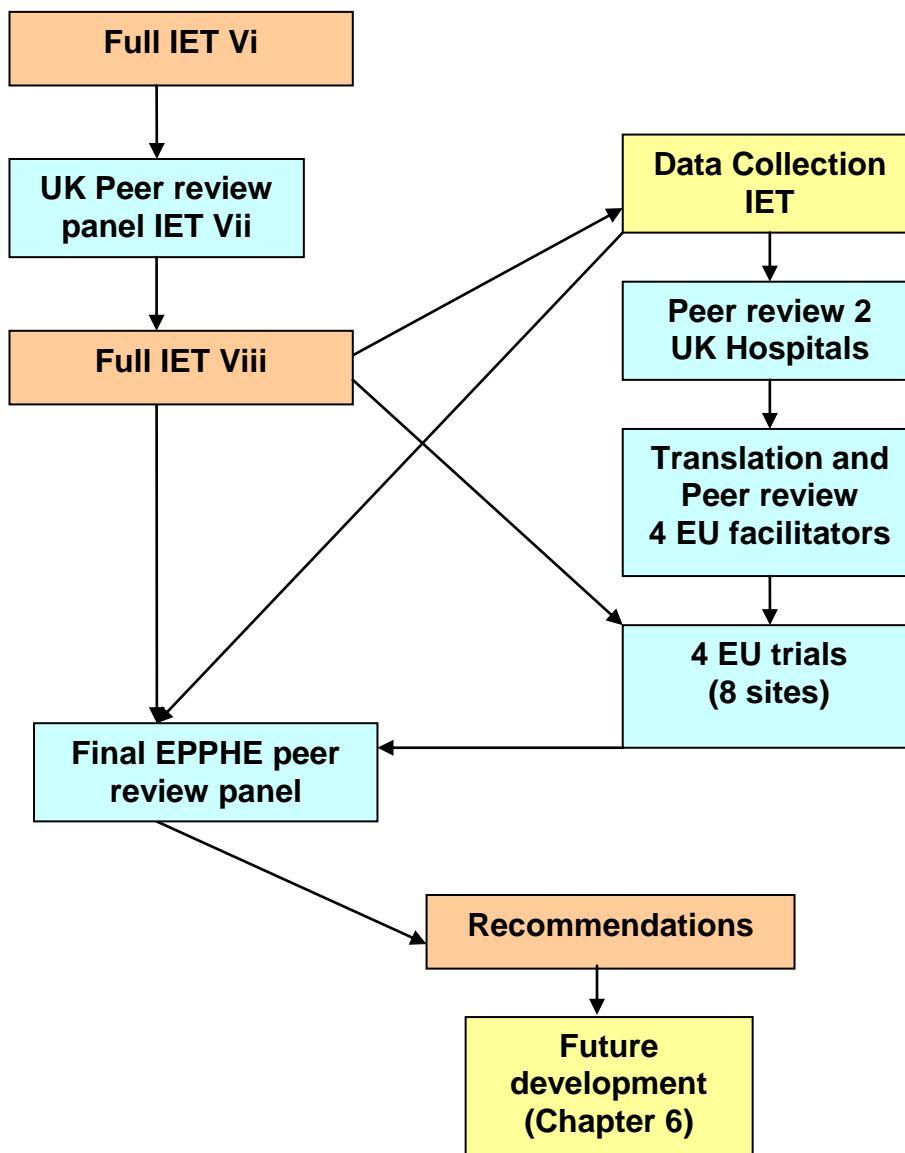 Full IET Vi
UK Peer review
panel IET Vii
Full IET Viii
Data Collection
IET
Peer review 2
UK Hospitals
Translation and
Peer review
4 EU facilitators
4 EU trials
(8 sites)
Final EPPHE peer
review panel
Recommendations
Future
development
(Chapter 6)